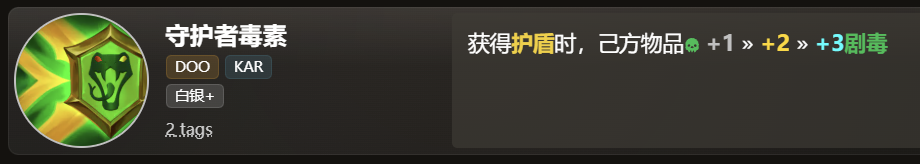 守护者毒素
DOO KAR
白银+
2 tags
获得护盾时，己方物品 +1 » +2 » +3剧毒